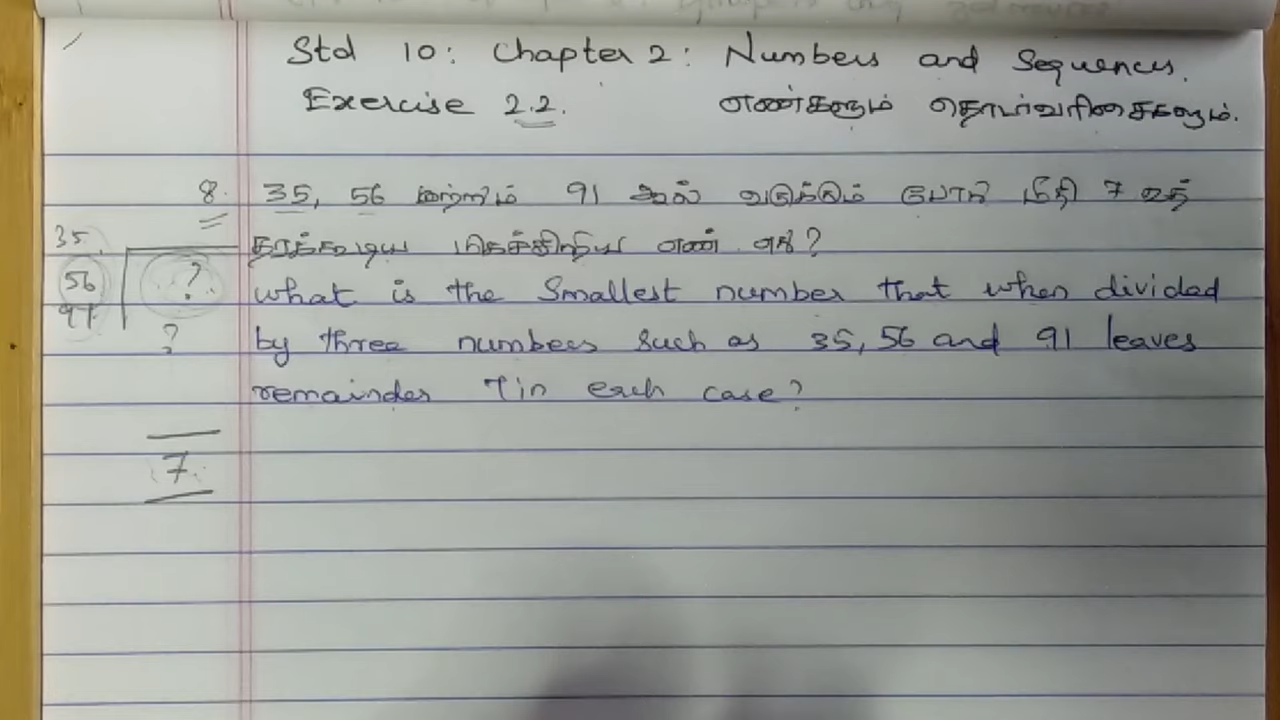 Std 10: Chapter 2: Numbers and Sequences.
Exercise 2.2. எண்களும் தொடர்வரிசைகளும்.
8. 35, 56 மற்றும் 91 ஆல் வகுக்கும் போது மீதி 7 ஐத்
தரக்கூடிய மிகச்சிறிய எண் எது?
35
56 ?
91
what is the smallest number that when divided
?
by three numbers such as 35, 56 and 91 leaves
remainder 7 in each case?
7